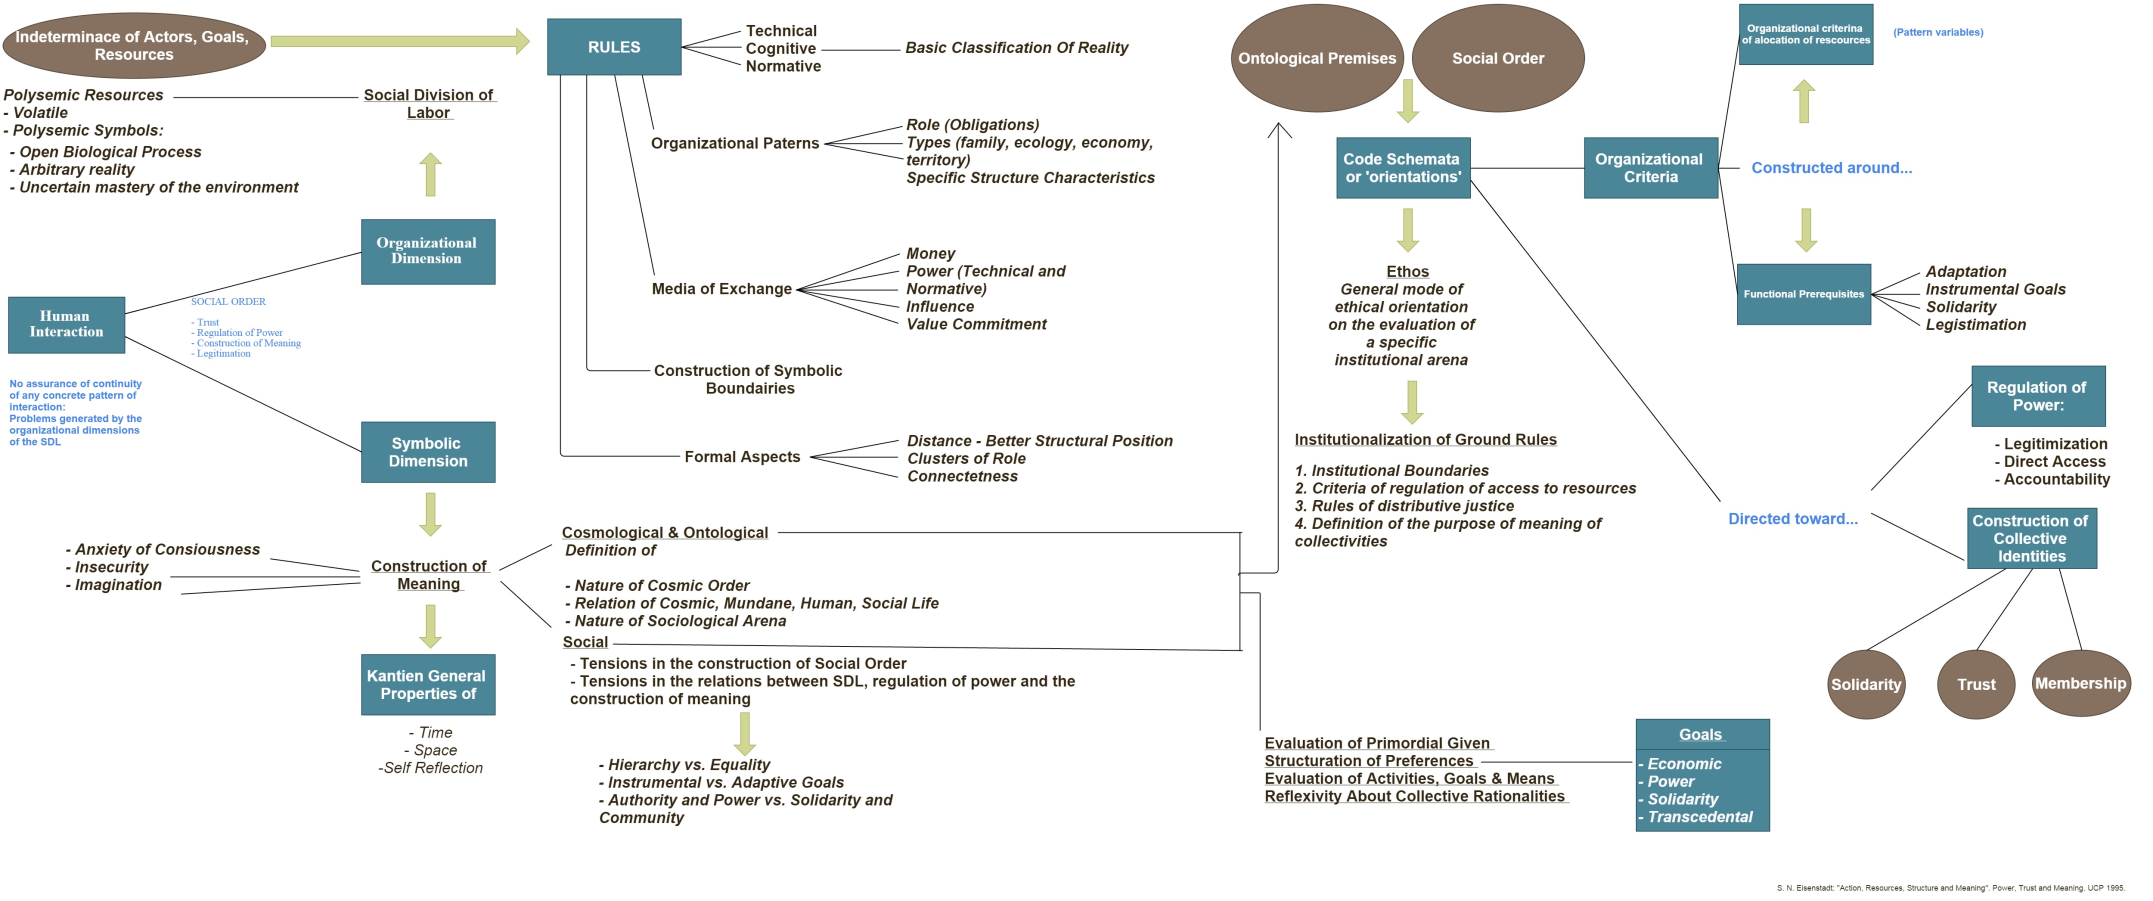 Indeterminace of Actors, Goals,
Resources
Polysemic Resources
- Volatile
- Polysemic Symbols:
- Open Biological Process
- Arbitrary reality
- Uncertain mastery of the environment
Social Division of
Labor
Organizational
Dimension
Human
Interaction
SOCIAL ORDER
- Trust
- Regulation of Power
- Construction of Meaning
- Legitimation
No assurance of continuity
of any concrete pattern of
interaction:
Problems generated by the
organizational dimensions
of the SDL
Symbolic
Dimension
- Anxiety of Consiousness
- Insecurity
- Imagination
Construction of
Meaning
Kantien General
Properties of
- Time
- Space
-Self Reflection
RULES
Technical
Cognitive
Normative
Basic Classification Of Reality
Organizational Paterns
Role (Obligations)
Types (family, ecology, economy,
territory)
Specific Structure Characteristics
Media of Exchange
Money
Power (Technical and
Normative)
Influence
Value Commitment
Construction of Symbolic
Boundairies
Formal Aspects
Distance - Better Structural Position
Clusters of Role
Connectetness
Cosmological & Ontological
Definition of
- Nature of Cosmic Order
- Relation of Cosmic, Mundane, Human, Social Life
- Nature of Sociological Arena
Social
- Tensions in the construction of Social Order
- Tensions in the relations between SDL, regulation of power and the
construction of meaning
- Hierarchy vs. Equality
- Instrumental vs. Adaptive Goals
- Authority and Power vs. Solidarity and
Community
Ontological Premises
Social Order
Code Schemata
or 'orientations'
Ethos
General mode of
ethical orientation
on the evaluation of
a specific
institutional arena
Institutionalization of Ground Rules
1. Institutional Boundaries
2. Criteria of regulation of access to resources
3. Rules of distributive justice
4. Definition of the purpose of meaning of
collectivities
Evaluation of Primordial Given
Structuration of Preferences
Evaluation of Activities, Goals & Means
Reflexivity About Collective Rationalities
Goals
- Economic
- Power
- Solidarity
- Transcedental
Organizational
Criteria
Organizational criterina
of alocation of rescources
(Pattern variables)
Constructed around...
Functional Prerequisites
Adaptation
Instrumental Goals
Solidarity
Legistimation
Directed toward...
Regulation of
Power:
- Legitimization
- Direct Access
- Accountability
Construction of
Collective
Identities
Solidarity
Trust
Membership
S. N. Eisenstadt: "Action, Resources, Structure and Meaning". Power, Trust and Meaning. UCP 1995.